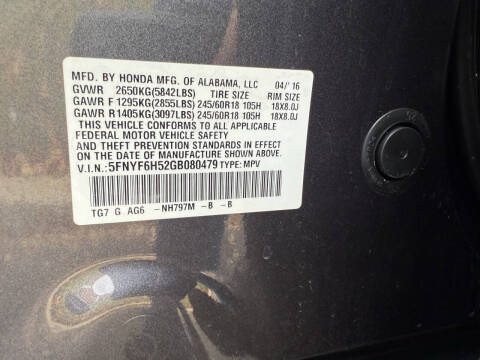 MFD. BY HONDA MFG. OF ALABAMA, LLC 04/'16
GVWR 2650KG(5842LBS) TIRE SIZE RIM SIZE
GAWR F 1295KG(2855LBS) 245/60R18 105H 18X8.0J
GAWR R 1405KG(3097LBS) 245/60R18 105H 18X8.0J
THIS VEHICLE CONFORMS TO ALL APPLICABLE
FEDERAL MOTOR VEHICLE SAFETY
AND THEFT PREVENTION STANDARDS IN EFFECT
ON THE DATE OF MANUFACTURE SHOWN ABOVE.
V.I.N.:5FNYF6H52GB080479 TYPE: MPV
TG7 G AG6 -NH797M -B -B